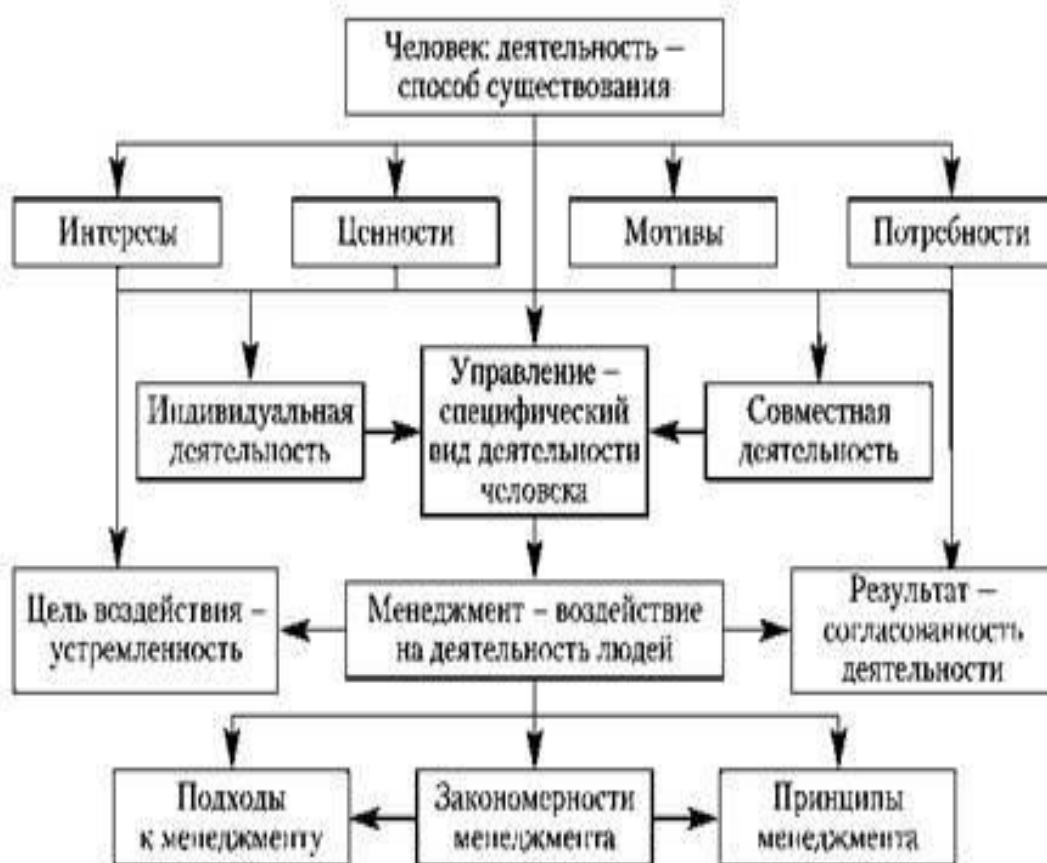 Человек: деятельность –
способ существования
Интересы
Ценности
Мотивы
Потребности
Индивидуальная
деятельность
Управление –
специфический
вид деятельности
человека
Совместная
деятельность
Цель воздействия –
устремленность
Менеджмент – воздействие
на деятельность людей
Результат –
согласованность
деятельности
Подходы
к менеджменту
Закономерности
менеджмента
Принципы
менеджмента